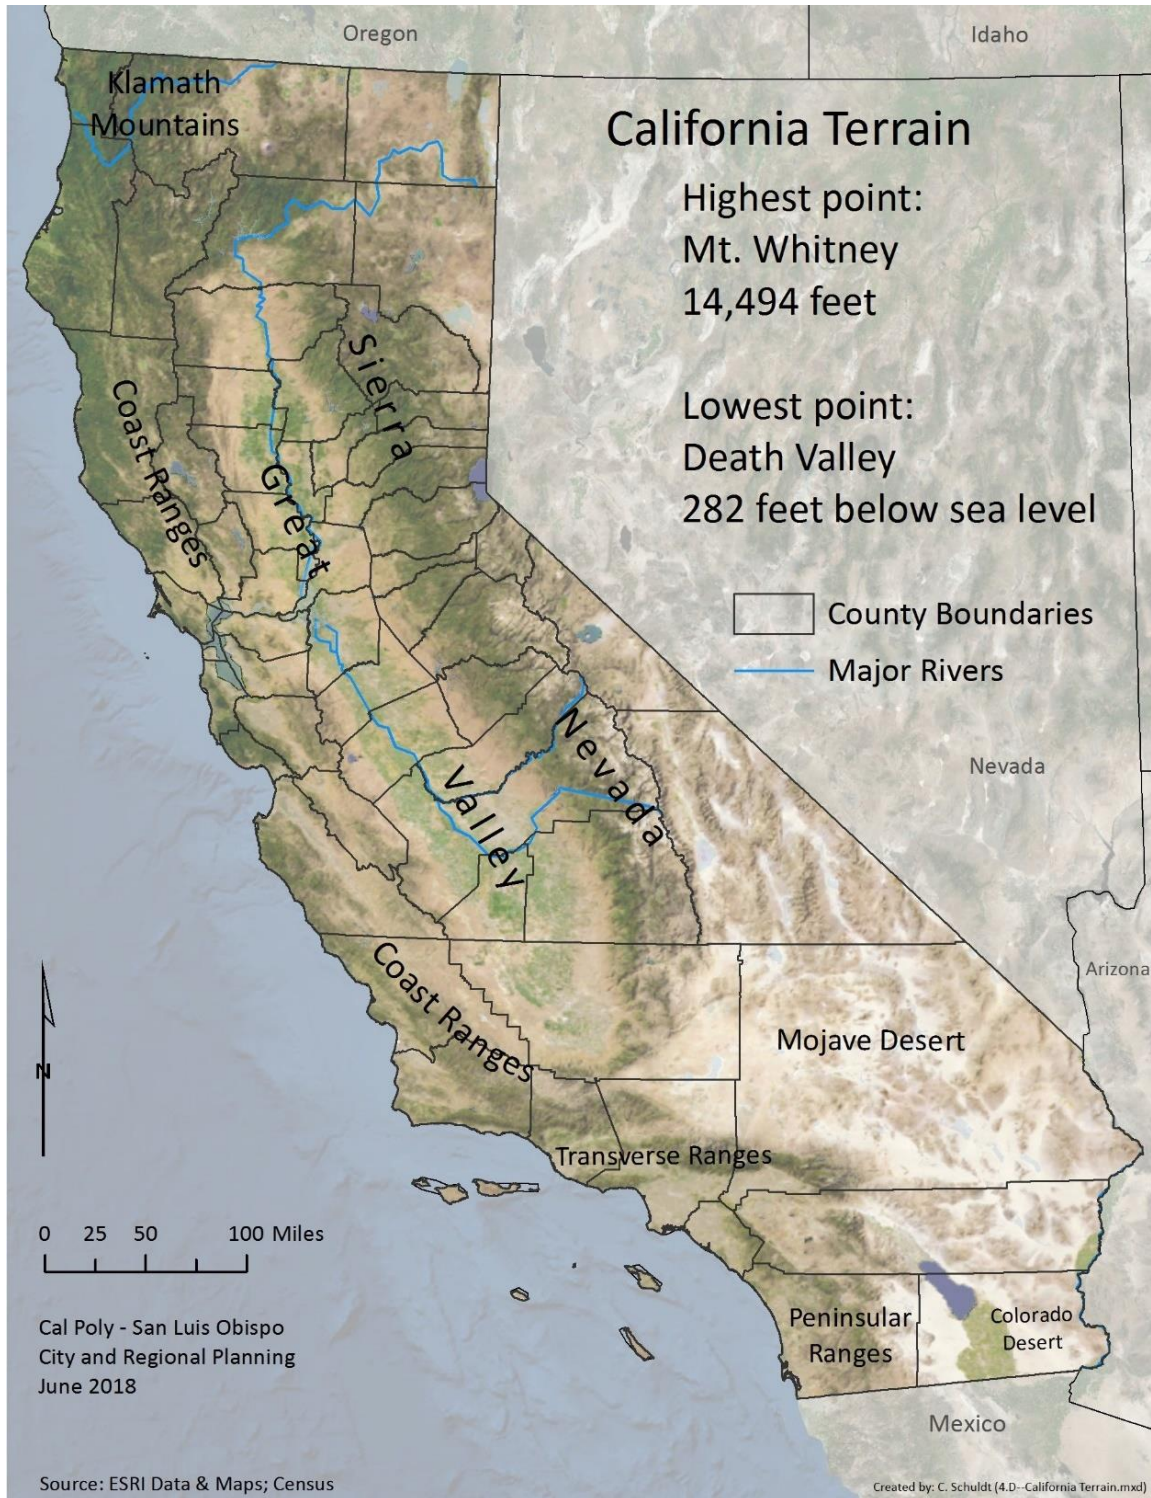 Oregon
Idaho
Klamath
Mountains
California Terrain
Highest point:
Mt. Whitney
14,494 feet
Lowest point:
Death Valley
282 feet below sea level
County Boundaries
Major Rivers
Sierra
Coast Ranges
Great
Nevada
Valley
Nevada
Arizona
Coast Ranges
Mojave Desert
N
Transverse Ranges
0 25 50 100 Miles
Peninsular
Ranges
Colorado
Desert
Cal Poly - San Luis Obispo
City and Regional Planning
June 2018
Mexico
Source: ESRI Data & Maps; Census
Created by: C. Schuldt (4.D--California Terrain.mxd)